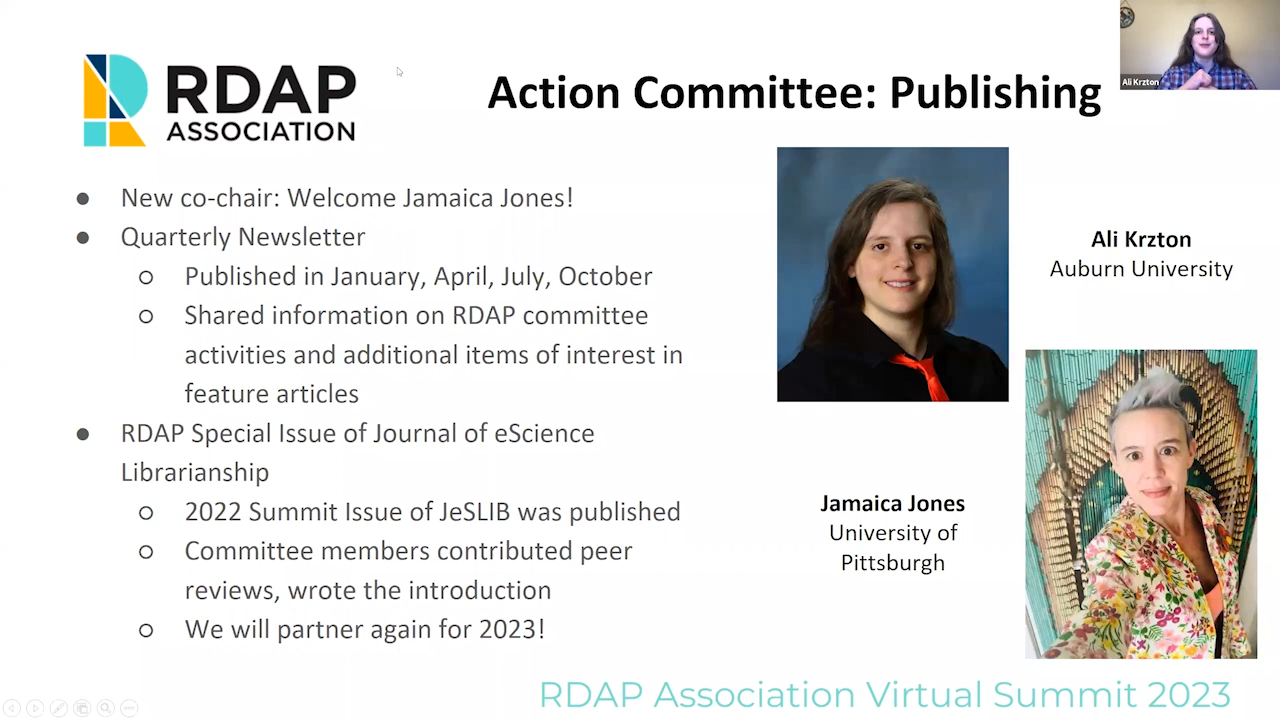 RDAP
ASSOCIATION
Action Committee: Publishing
Ali Krzton
● New co-chair: Welcome Jamaica Jones!
● Quarterly Newsletter
○ Published in January, April, July, October
○ Shared information on RDAP committee
activities and additional items of interest in
feature articles
● RDAP Special Issue of Journal of eScience
Librarianship
○ 2022 Summit Issue of JeSLIB was published
○ Committee members contributed peer
reviews, wrote the introduction
○ We will partner again for 2023!
Ali Krzton
Auburn University
Jamaica Jones
University of
Pittsburgh
RDAP Association Virtual Summit 2023